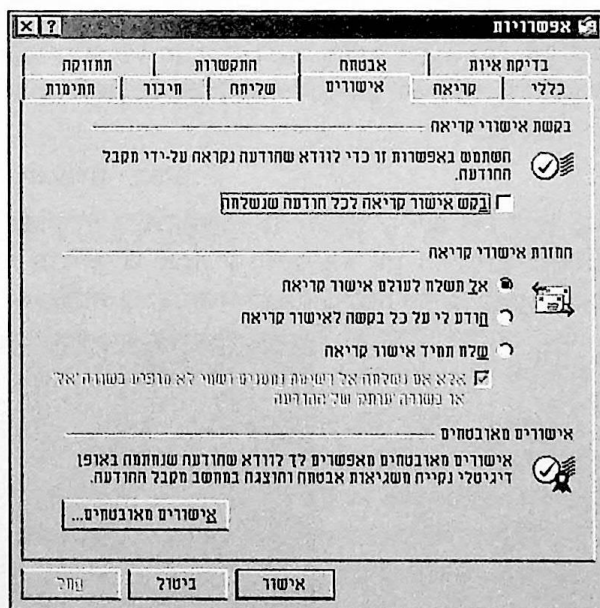 אפשרויות
בדיקת איות אבטחה התקשרות תחזוקה
כללי קריאה אישורים שליחה חיבור חתימות
בקשת אישורי קריאה
השתמש באפשרות זו כדי לוודא שהודעה נקראה על-ידי מקבל
ההודעה.
בקש אישור קריאה לכל הודעה שנשלחה
החזרת אישורי קריאה
אל תשלח לעולם אישור קריאה
הודע לי על כל בקשה לאישור קריאה
שלח תמיד אישור קריאה
אלא אם נשלחה אל רשימת נמענים ושמי לא מופיע בשורה 'אל'
או בשורה 'עותק' של ההודעה
אישורים מאובטחים
אישורים מאובטחים מאפשרים לך לוודא שהודעה שנחתמה באופן
דיגיטלי נקייה משגיאות אבטחה והוצגה במחשב מקבל ההודעה.
אישורים מאובטחים...
אישור ביטול החל